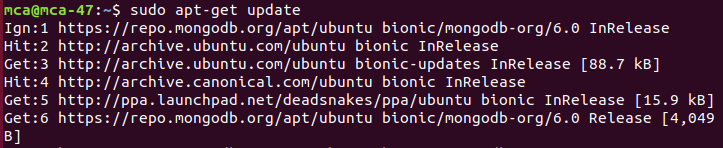 mca@mca-47:~$ sudo apt-get update
Ign:1 https://repo.mongodb.org/apt/ubuntu bionic/mongodb-org/6.0 InRelease
Hit:2 http://archive.ubuntu.com/ubuntu bionic InRelease
Get:3 http://archive.ubuntu.com/ubuntu bionic-updates InRelease [88.7 kB]
Hit:4 http://archive.canonical.com/ubuntu bionic InRelease
Get:5 http://ppa.launchpad.net/deadsnakes/ppa/ubuntu bionic InRelease [15.9 kB]
Get:6 https://repo.mongodb.org/apt/ubuntu bionic/mongodb-org/6.0 Release [4,049
B]